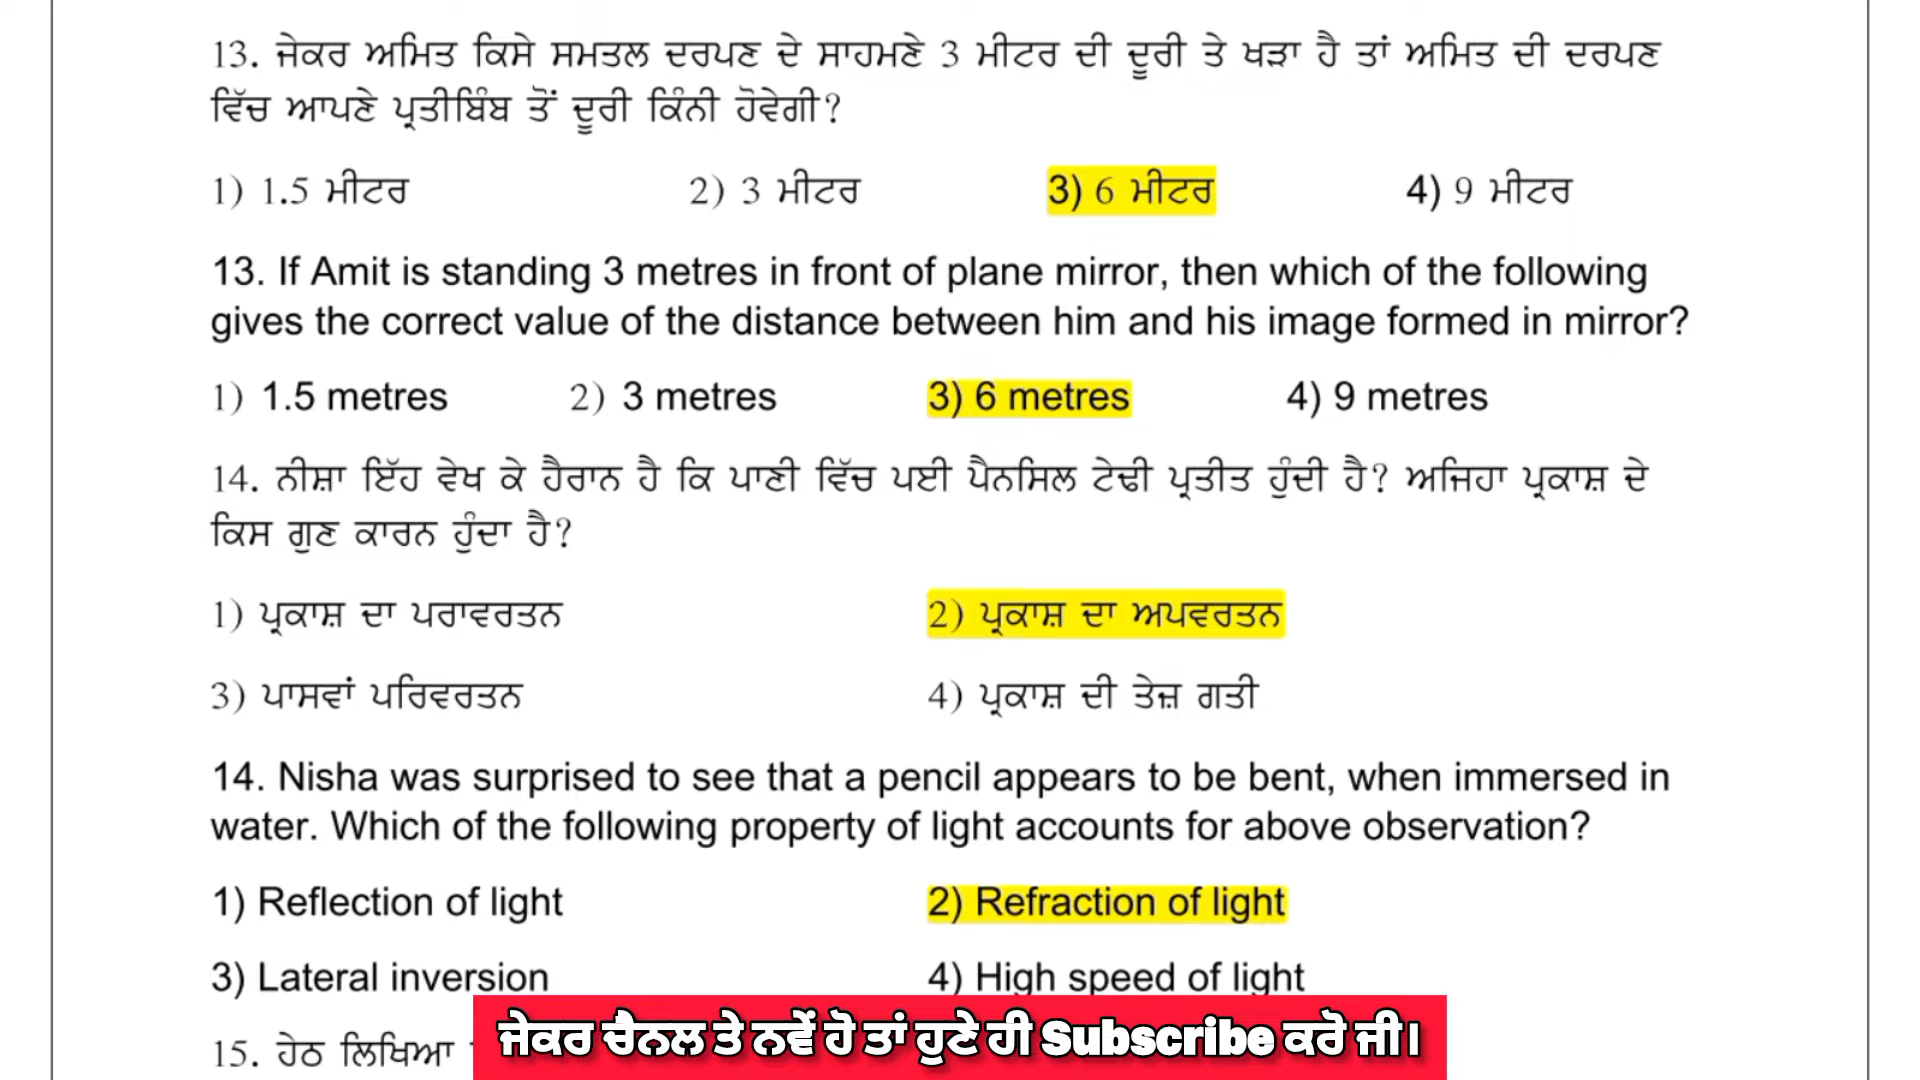 13. ਜੇਕਰ ਅਮਿਤ ਕਿਸੇ ਸਮਤਲ ਦਰਪਣ ਦੇ ਸਾਹਮਣੇ 3 ਮੀਟਰ ਦੀ ਦੂਰੀ ਤੇ ਖੜਾ ਹੈ ਤਾਂ ਅਮਿਤ ਦੀ ਦਰਪਣ
ਵਿੱਚ ਆਪਣੇ ਪ੍ਰਤੀਬਿੰਬ ਤੋਂ ਦੂਰੀ ਕਿੰਨੀ ਹੋਵੇਗੀ?
1) 1.5 ਮੀਟਰ 2) 3 ਮੀਟਰ 3) 6 ਮੀਟਰ 4) 9 ਮੀਟਰ
13. If Amit is standing 3 metres in front of plane mirror, then which of the following
gives the correct value of the distance between him and his image formed in mirror?
1) 1.5 metres 2) 3 metres 3) 6 metres 4) 9 metres
14. ਨੀਸ਼ਾ ਇੱਹ ਵੇਖ ਕੇ ਹੈਰਾਨ ਹੈ ਕਿ ਪਾਣੀ ਵਿੱਚ ਪਈ ਪੈਨਸਿਲ ਟੇਢੀ ਪ੍ਰਤੀਤ ਹੁੰਦੀ ਹੈ? ਅਜਿਹਾ ਪ੍ਰਕਾਸ਼ ਦੇ
ਕਿਸ ਗੁਣ ਕਾਰਨ ਹੁੰਦਾ ਹੈ?
1) ਪ੍ਰਕਾਸ਼ ਦਾ ਪਰਾਵਰਤਨ 2) ਪ੍ਰਕਾਸ਼ ਦਾ ਅਪਵਰਤਨ
3) ਪਾਸਵਾਂ ਪਰਿਵਰਤਨ 4) ਪ੍ਰਕਾਸ਼ ਦੀ ਤੇਜ਼ ਗਤੀ
14. Nisha was surprised to see that a pencil appears to be bent, when immersed in
water. Which of the following property of light accounts for above observation?
1) Reflection of light 2) Refraction of light
3) Lateral inversion 4) High speed of light
15. ਹੇਠ ਲਿਖਿਆ
ਜੇਕਰ ਚੈਨਲ ਤੇ ਨਵੇਂ ਹੋ ਤਾਂ ਹੁਣੇ ਹੀ Subscribe ਕਰੋ ਜੀ।